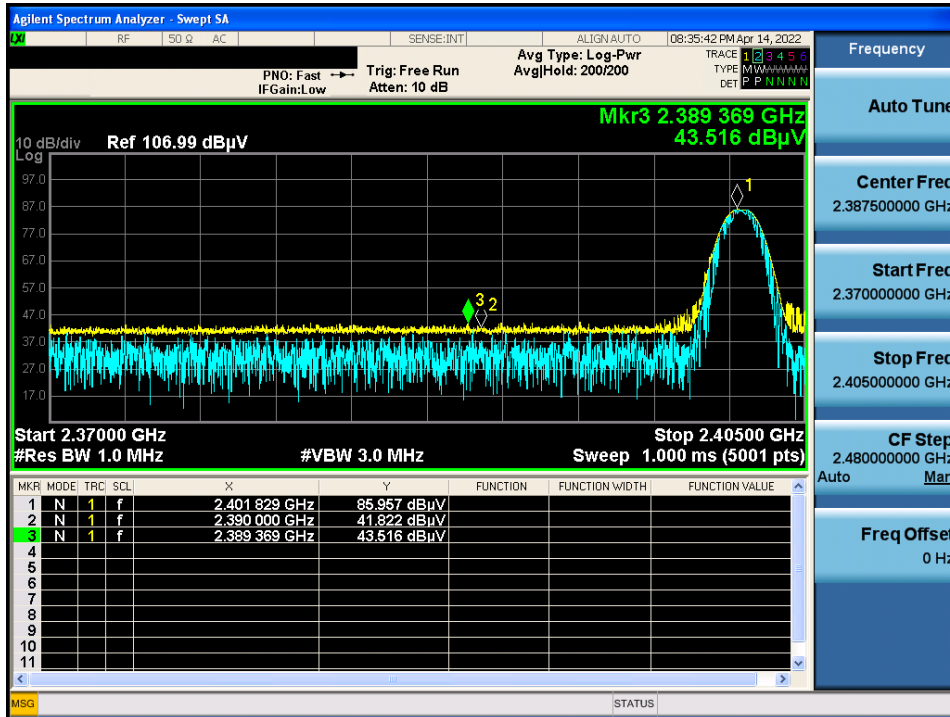 Agilent Spectrum Analyzer - Swept SA
LXI RF 50 Ω AC SENSE:INT ALIGN AUTO 08:35:42 PM Apr 14, 2022
PNO: Fast
IFGain:Low
Trig: Free Run
Atten: 10 dB
Avg Type: Log-Pwr
Avg|Hold: 200/200
TRACE 1 2 3 4 5 6
TYPE M W W W W W
DET P P N N N N
Mkr3 2.389 369 GHz
43.516 dBµV
10 dB/div Ref 106.99 dBµV
Log
97.0
87.0
77.0
67.0
57.0
47.0
37.0
27.0
17.0
1
3 2
Start 2.37000 GHz Stop 2.40500 GHz
#Res BW 1.0 MHz #VBW 3.0 MHz Sweep 1.000 ms (5001 pts)
MKR MODE TRC SCL X Y FUNCTION FUNCTION WIDTH FUNCTION VALUE
1 N 1 f 2.401 829 GHz 85.957 dBµV
2 N 1 f 2.390 000 GHz 41.822 dBµV
3 N 1 f 2.389 369 GHz 43.516 dBµV
4
5
6
7
8
9
10
11
MSG STATUS
Frequency
Auto Tune
Center Freq
2.387500000 GHz
Start Freq
2.370000000 GHz
Stop Freq
2.405000000 GHz
CF Step
2.480000000 GHz
Auto Man
Freq Offset
0 Hz